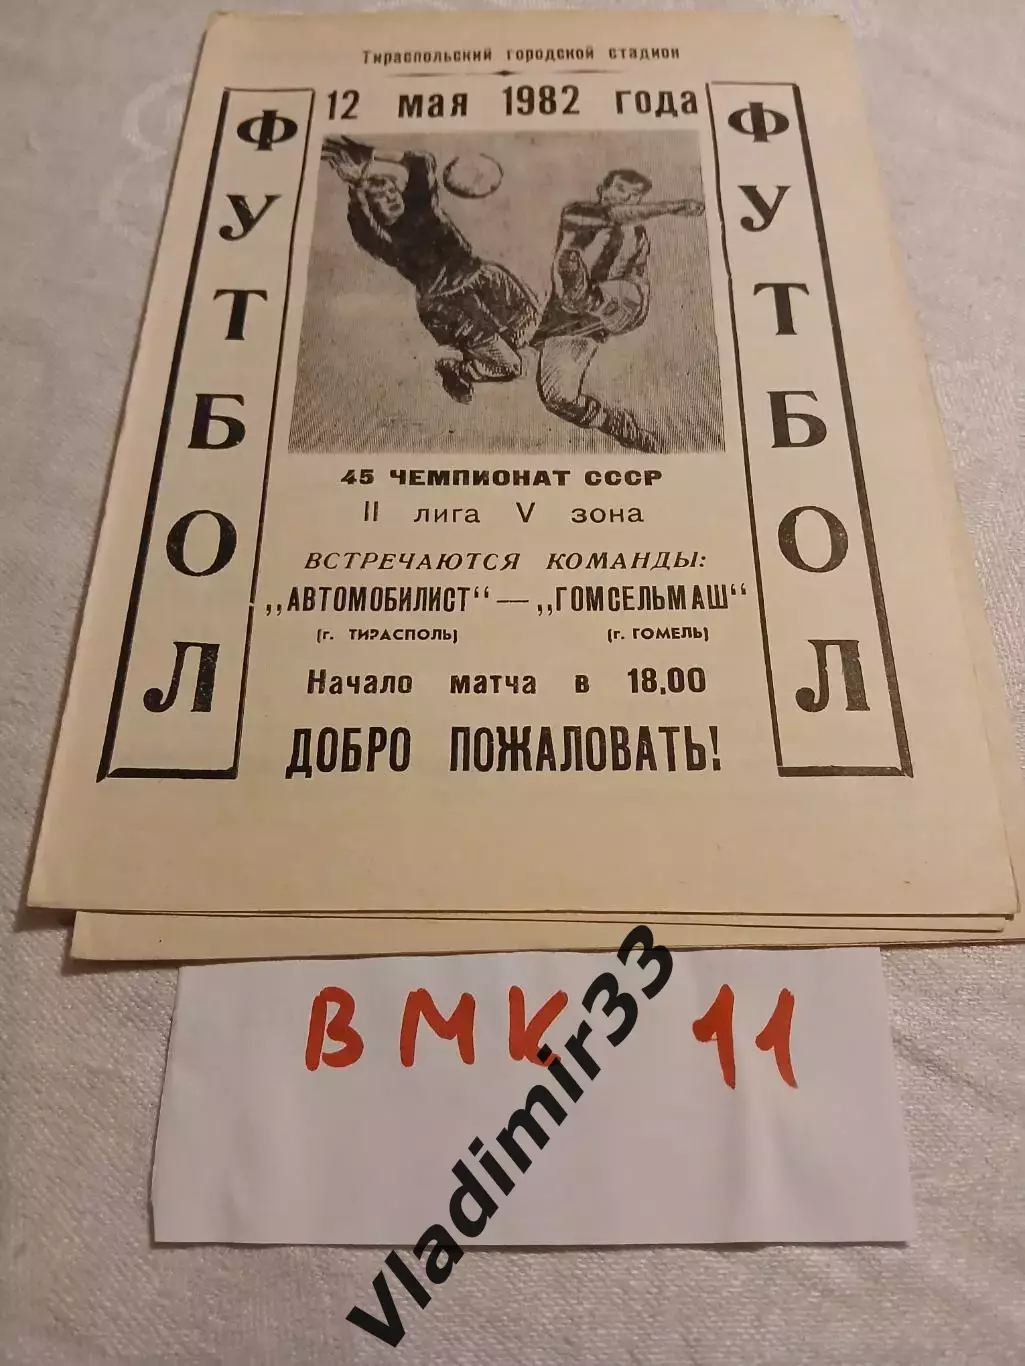 Тираспольский городской стадион
12 мая 1982 года
ФУТБОЛ
ФУТБОЛ
45 ЧЕМПИОНАТ СССР
II лига V зона
ВСТРЕЧАЮТСЯ КОМАНДЫ:
„АВТОМОБИЛИСТ“ — „ГОМСЕЛЬМАШ“
(г. ТИРАСПОЛЬ) (г. ГОМЕЛЬ)
Начало матча в 18,00
ДОБРО ПОЖАЛОВАТЬ!
ВМК 11
vladimir33